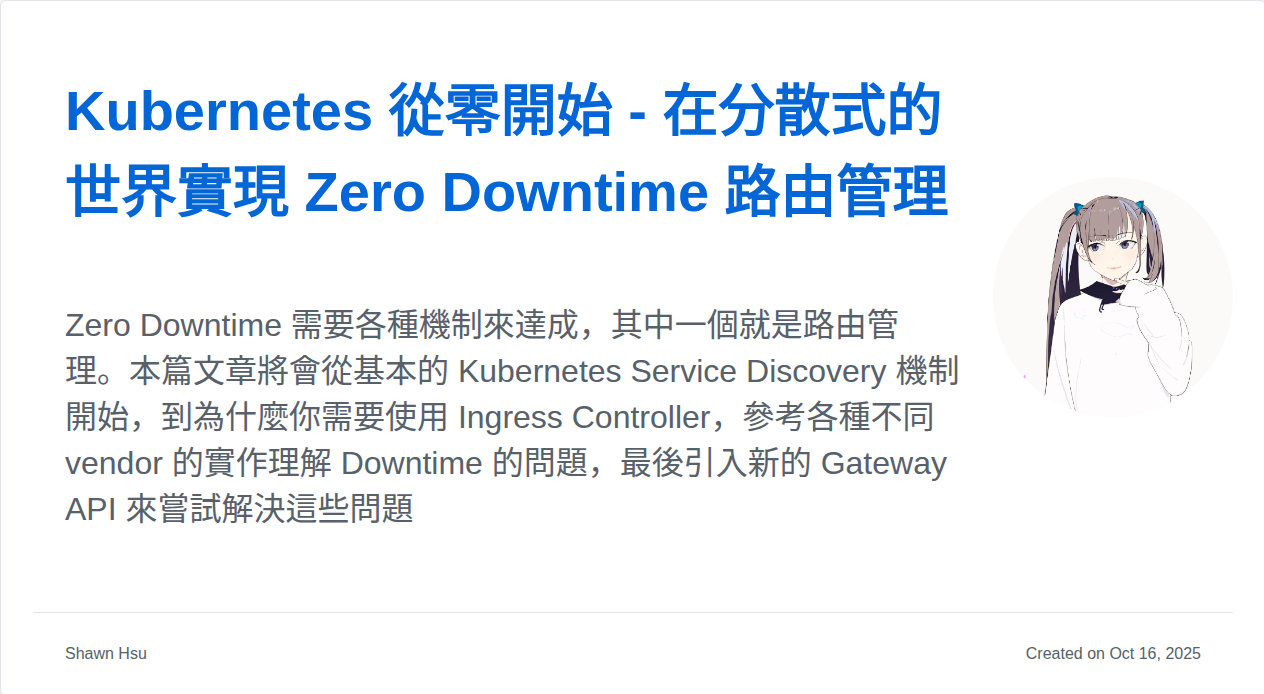 Kubernetes 從零開始 - 在分散式的
世界實現 Zero Downtime 路由管理
Zero Downtime 需要各種機制來達成，其中一個就是路由管
理。本篇文章將會從基本的 Kubernetes Service Discovery 機制
開始，到為什麼你需要使用 Ingress Controller，參考各種不同
vendor 的實作理解 Downtime 的問題，最後引入新的 Gateway
API 來嘗試解決這些問題
Shawn Hsu
Created on Oct 16, 2025